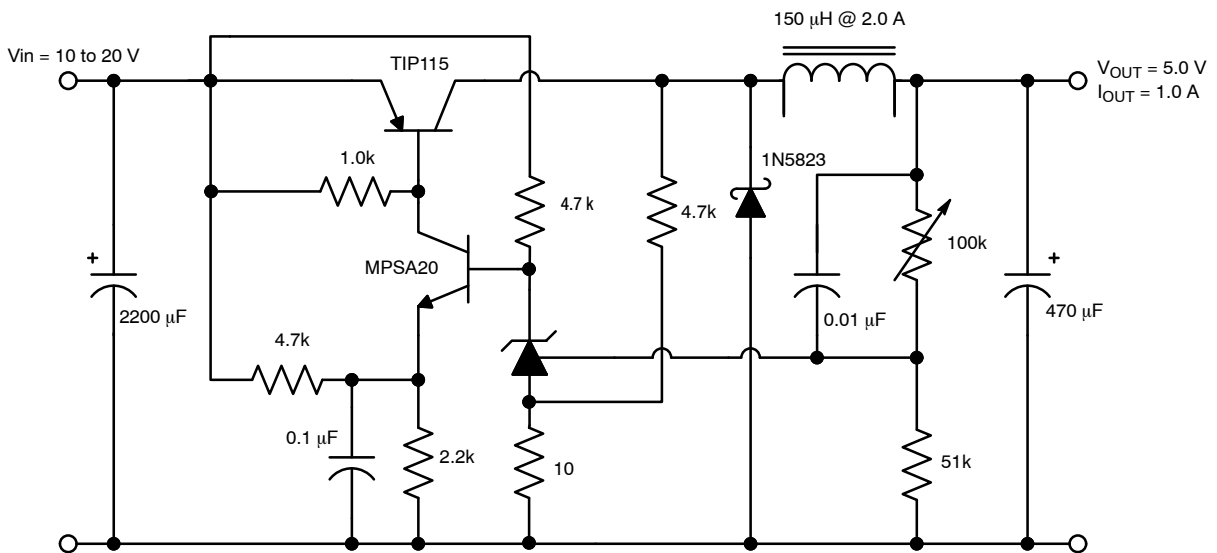 150 μH @ 2.0 A
Vin = 10 to 20 V
TIP115
V_OUT = 5.0 V
I_OUT = 1.0 A
1.0k
4.7 k
4.7k
1N5823
100k
MPSA20
+
2200 μF
+
470 μF
0.01 μF
4.7k
0.1 μF
2.2k
10
51k